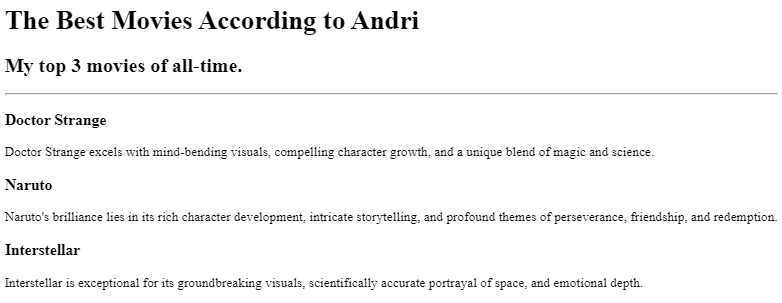 The Best Movies According to Andri
My top 3 movies of all-time.
Doctor Strange
Doctor Strange excels with mind-bending visuals, compelling character growth, and a unique blend of magic and science.
Naruto
Naruto's brilliance lies in its rich character development, intricate storytelling, and profound themes of perseverance, friendship, and redemption.
Interstellar
Interstellar is exceptional for its groundbreaking visuals, scientifically accurate portrayal of space, and emotional depth.